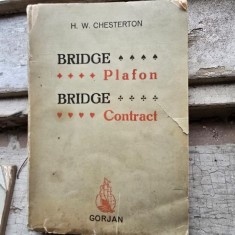 H. W. CHESTERTON
BRIDGE ♠ ♠ ♠ ♠
♦ ♦ ♦ ♦ Plafon
BRIDGE ♣ ♣ ♣ ♣
♥ ♥ ♥ ♥ Contract
GORJAN